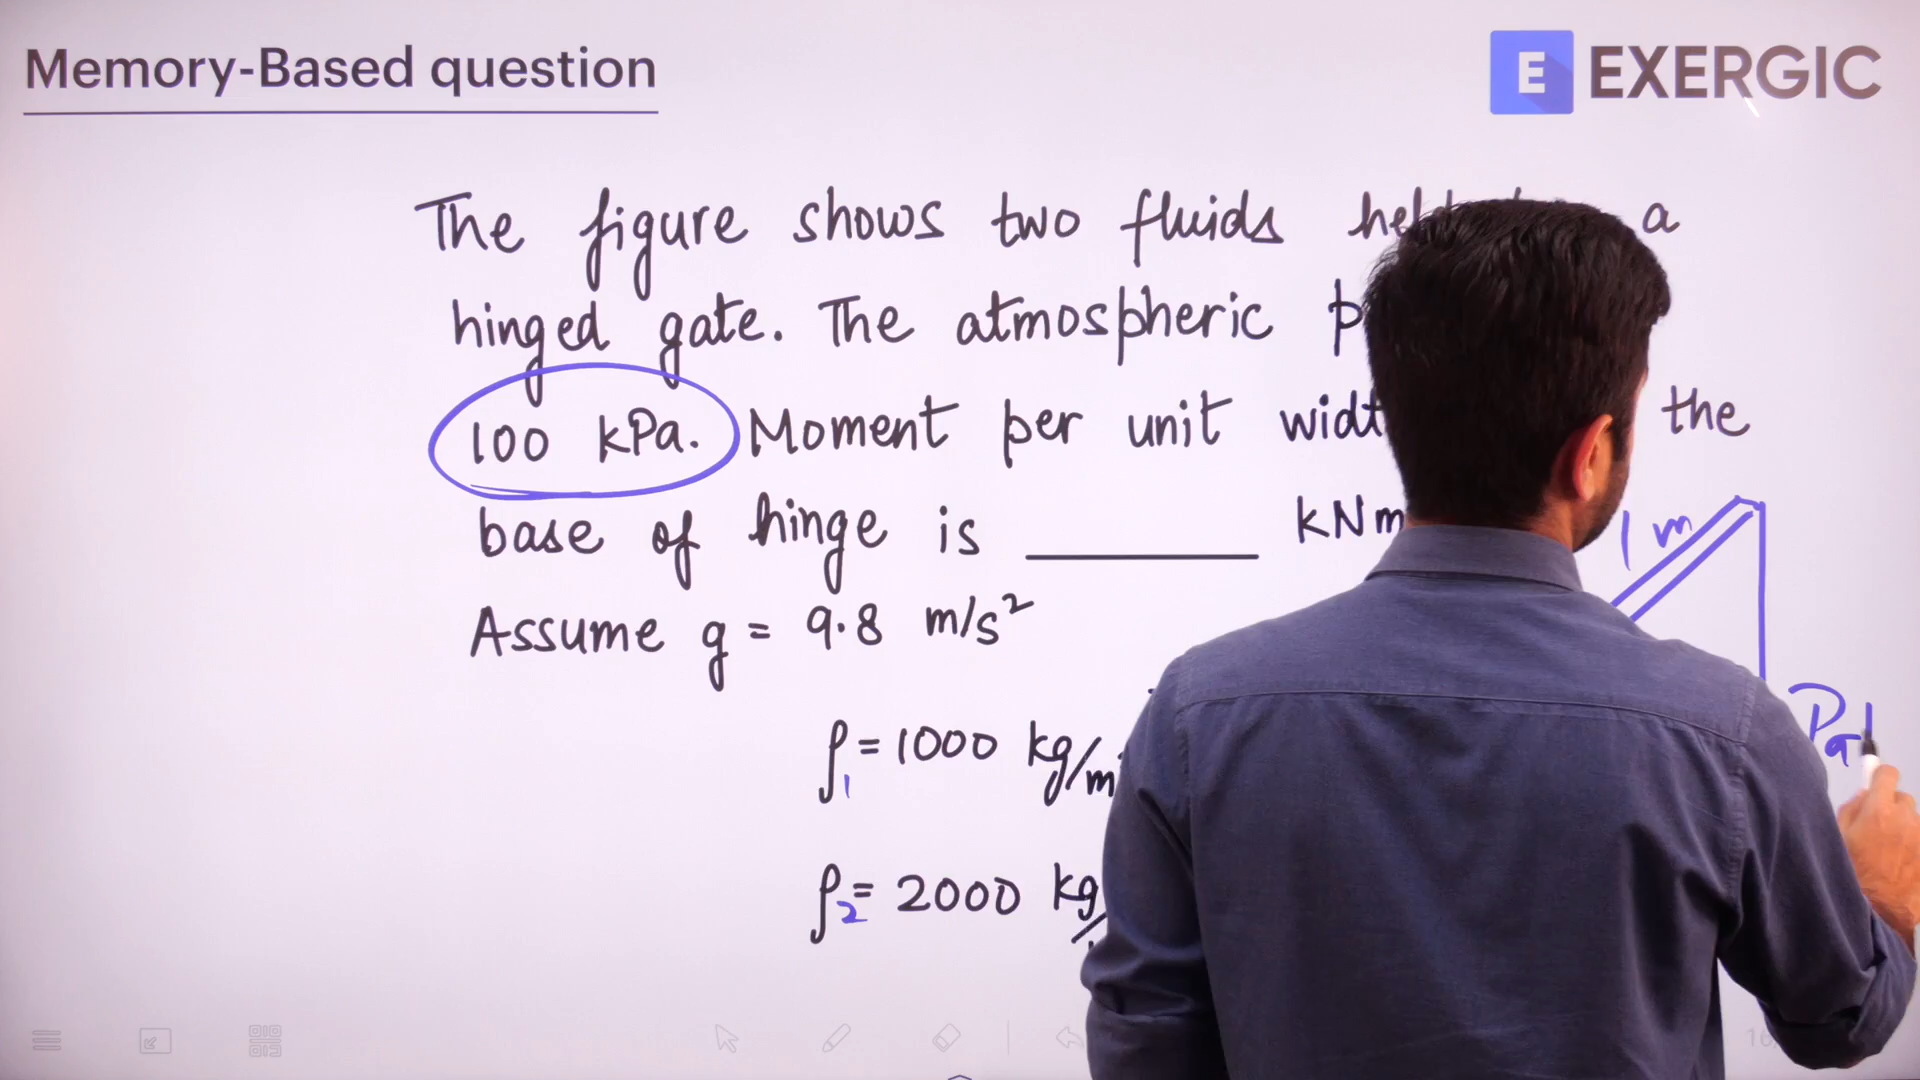 Memory-Based question
E EXERGIC
The figure shows two fluids a
hinged gate. The atmospheric
100 kPa. Moment per unit the
base of hinge is ________ kNm
Assume g = 9.8 m/s²
1 m
ρ₁ = 1000 kg/m
ρ₂ = 2000 kg/